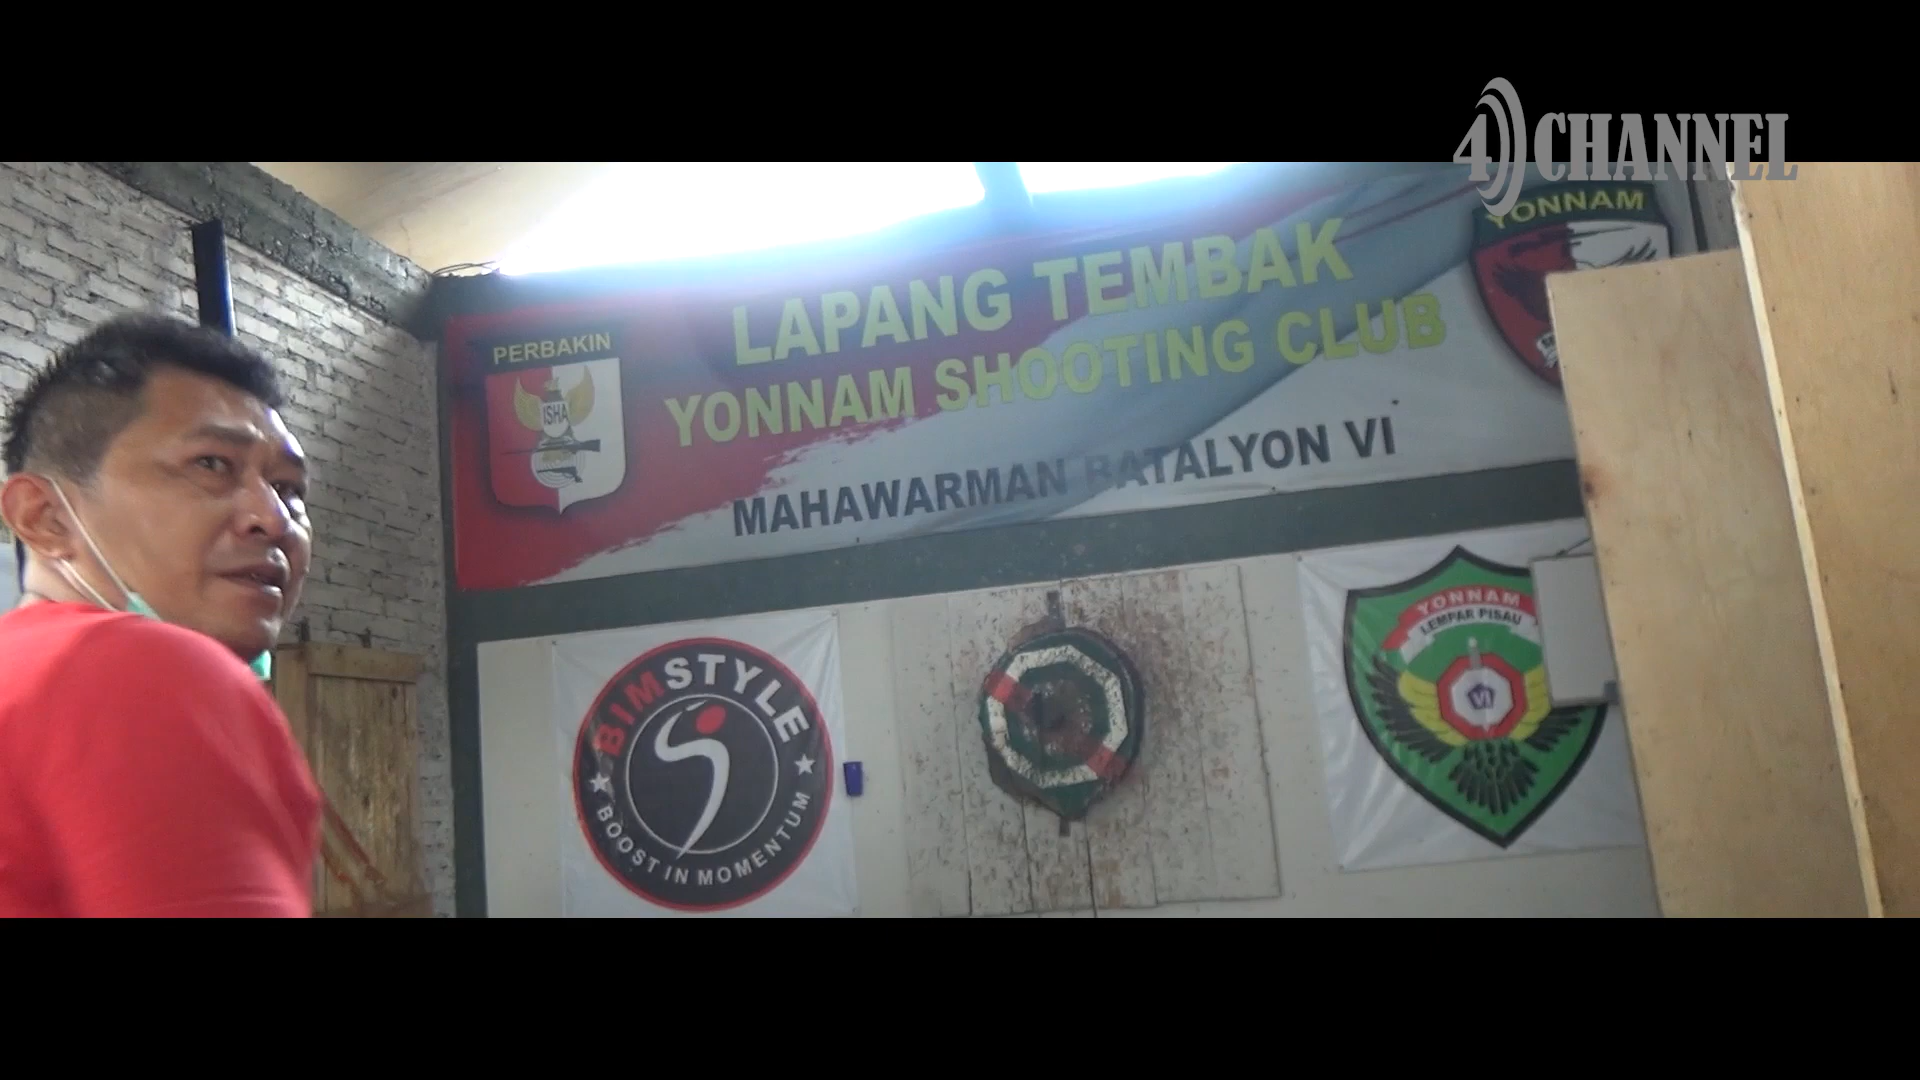 4 CHANNEL
YONNAM
LAPANG TEMBAK
YONNAM SHOOTING CLUB
MAHAWARMAN BATALYON VI
PERBAKIN
ISHA
BIMSTYLE
BOOST IN MOMENTUM
YONNAM
LEMPAR PISAU
VI